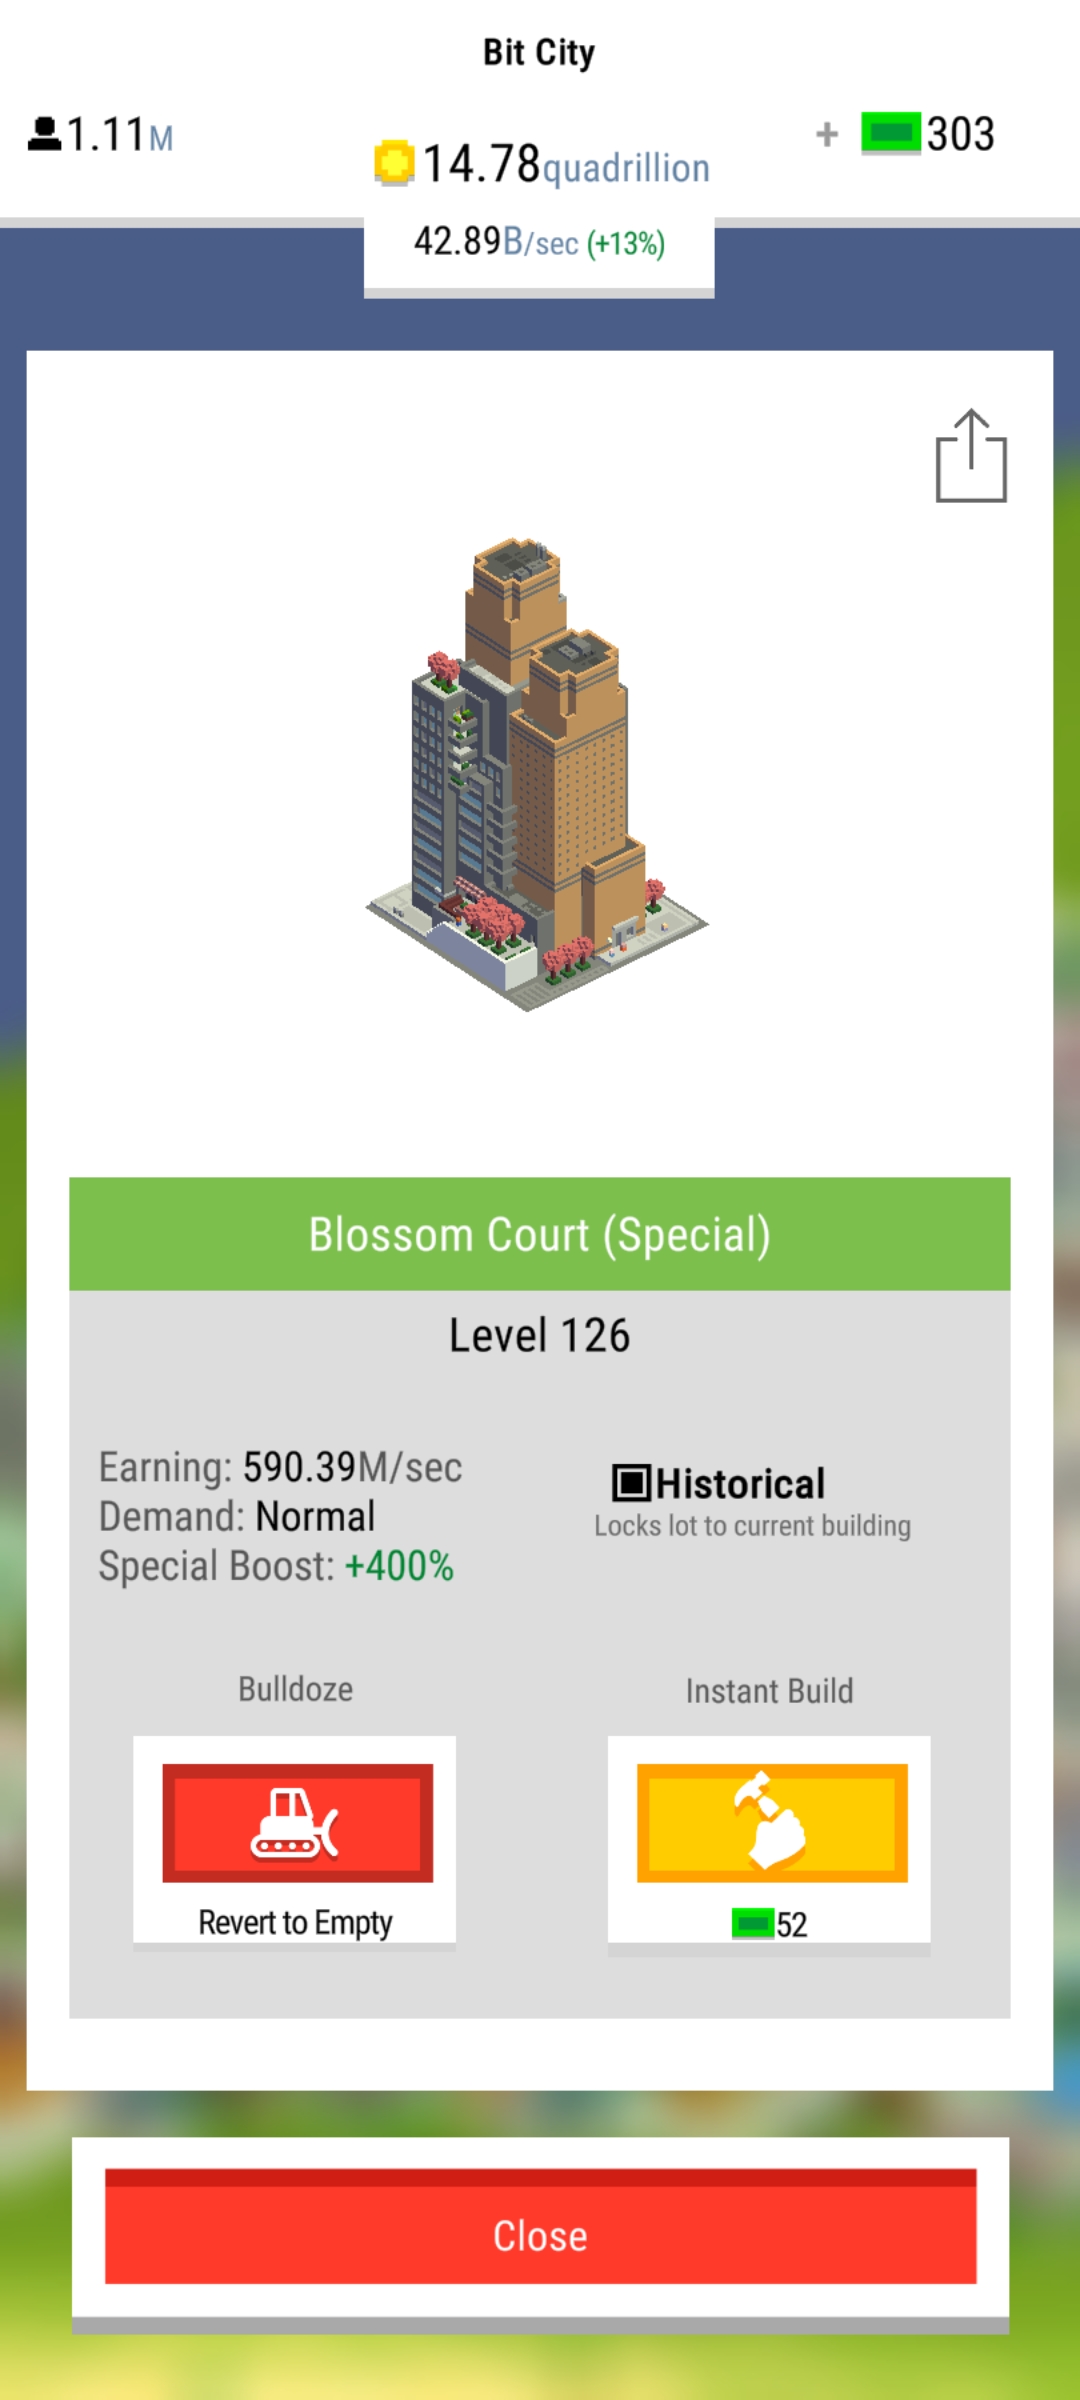 Bit City
1.11M
14.78quadrillion
+ 303
42.89B/sec (+13%)
Blossom Court (Special)
Level 126
Earning: 590.39M/sec
Demand: Normal
Special Boost: +400%
Historical
Locks lot to current building
Bulldoze
Revert to Empty
Instant Build
52
Close